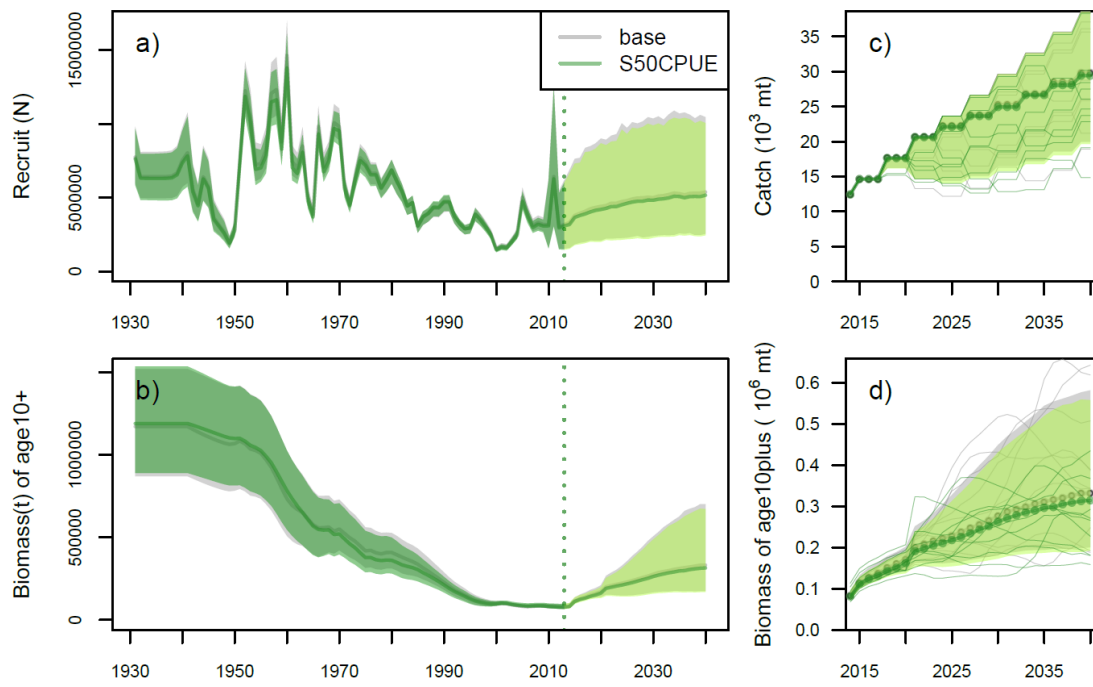 a)
base
S50CPUE
Recruit (N)
15000000
5000000
0
1930 1950 1970 1990 2010 2030
c)
Catch (10³ mt)
35
30
25
20
15
10
5
0
2015 2025 2035
b)
Biomass(t) of age10+
1000000
500000
0
1930 1950 1970 1990 2010 2030
d)
Biomass of age10plus ( 10⁶ mt)
0.6
0.5
0.4
0.3
0.2
0.1
0.0
2015 2025 2035